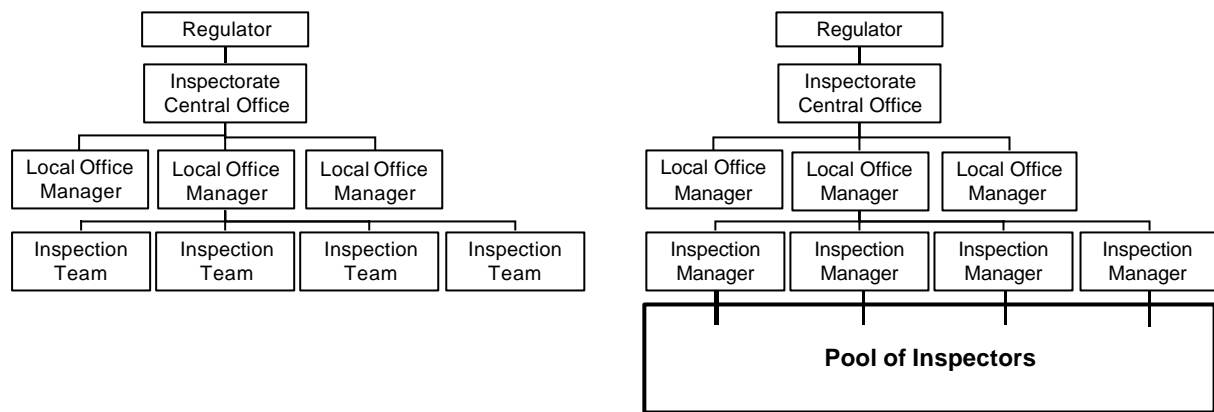 Regulator
Inspectorate
Central Office
Local Office
Manager
Local Office
Manager
Local Office
Manager
Inspection
Team
Inspection
Team
Inspection
Team
Inspection
Team
Regulator
Inspectorate
Central Office
Local Office
Manager
Local Office
Manager
Local Office
Manager
Inspection
Manager
Inspection
Manager
Inspection
Manager
Inspection
Manager
Pool of Inspectors